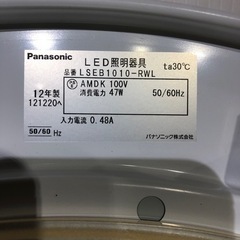 Panasonic LED照明器具 ta30℃
品番 LSEB1010-RWL
12年製 AMDK 100V
121220ヘ 消費電力 47W 50/60Hz
50/60 Hz 入力電流 0.48A
パナソニック株式会社